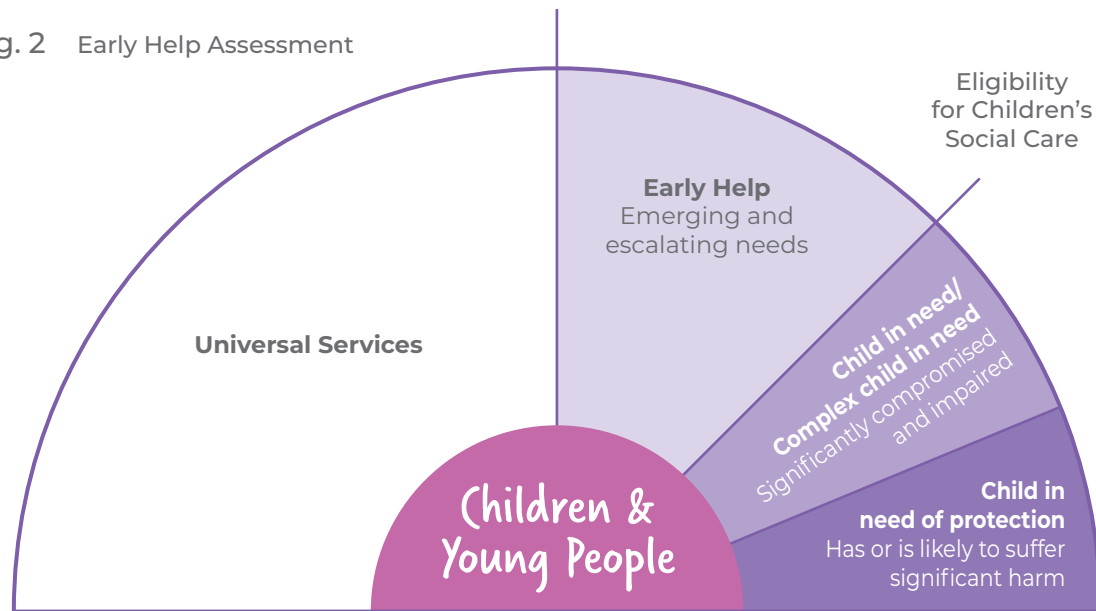 g. 2 Early Help Assessment
Eligibility
for Children's
Social Care
Early Help
Emerging and
escalating needs
Universal Services
Child in need/
Complex child in need
Significantly compromised
and impaired
Child in
need of protection
Has or is likely to suffer
significant harm
Children &
Young People